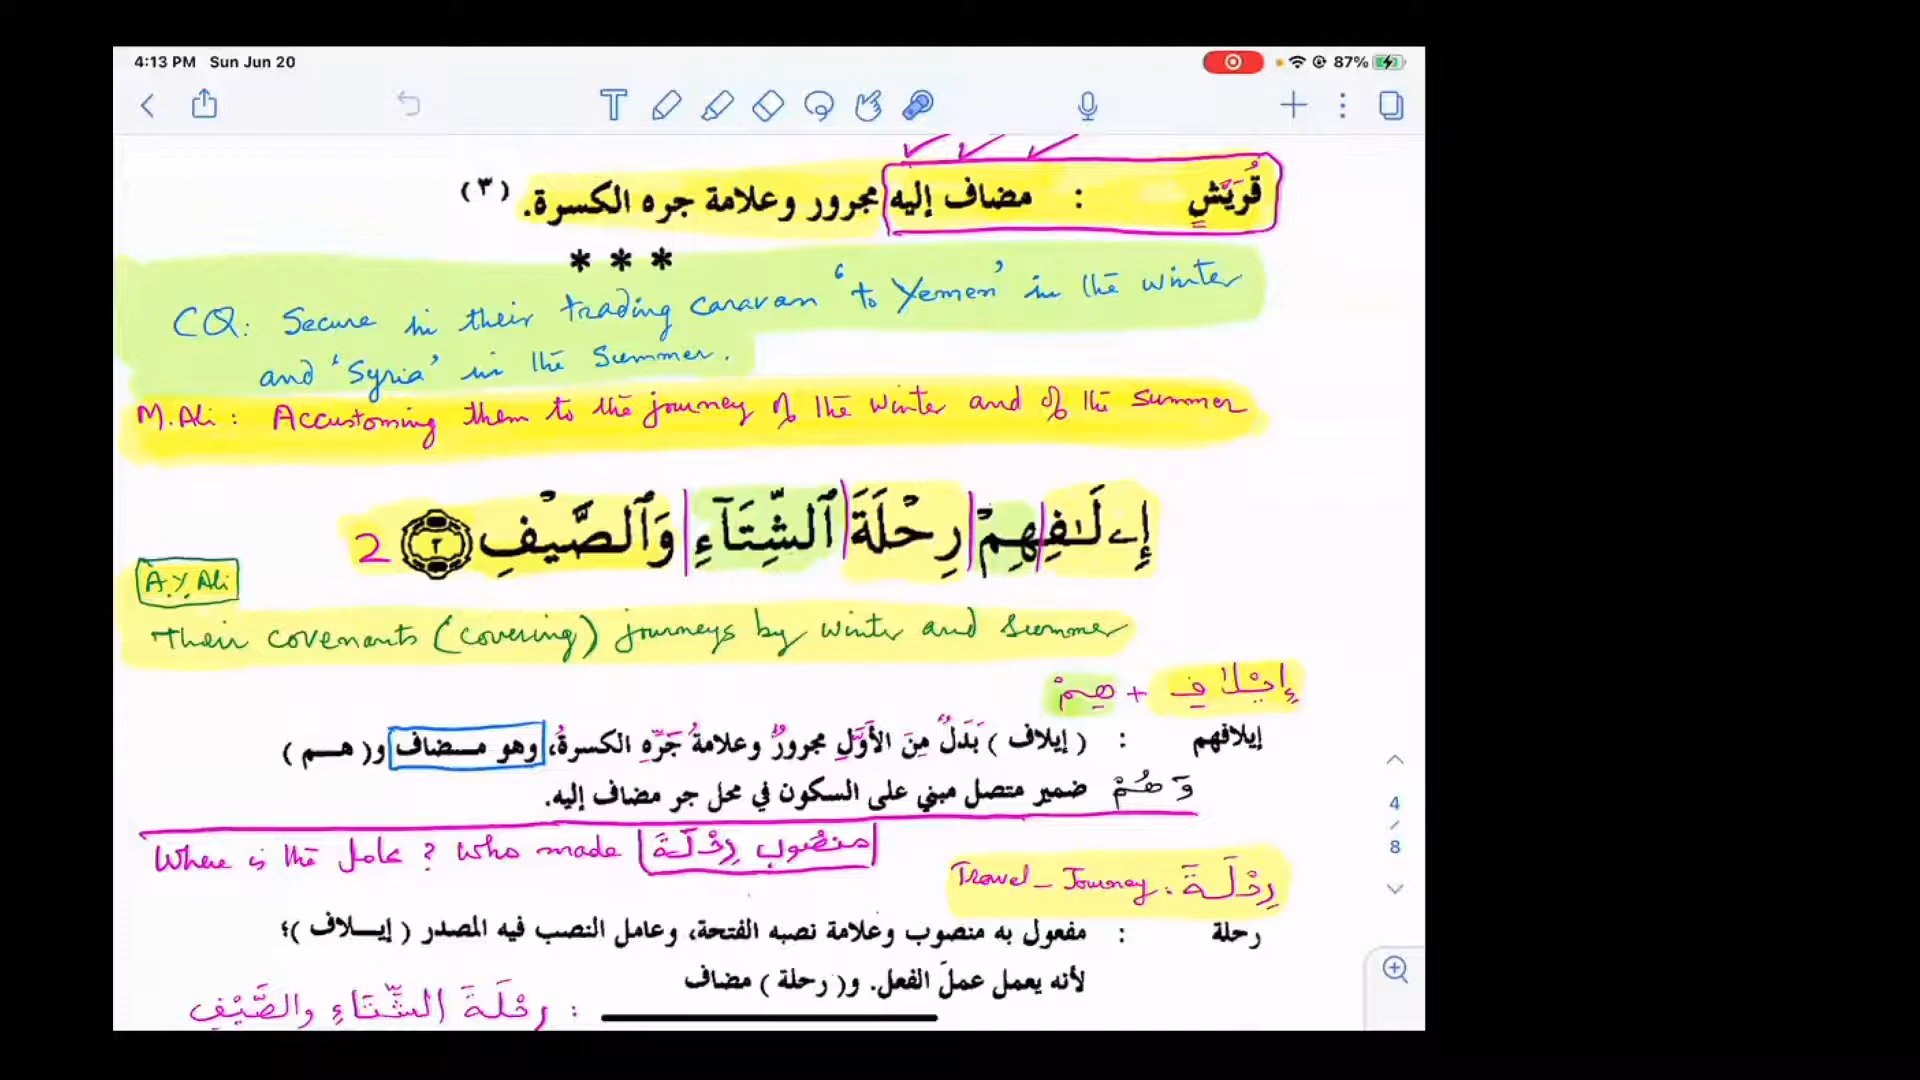 4:13 PM Sun Jun 20
87%
قُرَيْشٍ : مضاف إليه مجرور وعلامة جره الكسرة. (٣)
* * *
CQ: Secure in their trading caravan 'to Yemen' in the winter
and 'Syria' in the summer.
M.Ali: Accustoming them to the journey of the winter and of the summer
إِۦلَـٰفِهِمْ رِحْلَةَ ٱلشِّتَآءِ وَٱلصَّيْفِ ٢ 2
A.Y. Ali
Their covenants (covering) journeys by winter and summer
إِيْلَافِ + هِمْ
إيلافهم : ( إيلاف ) بَدَلٌ مِنَ الأَوَّلِ مجرورٌ وعلامةُ جَرِّهِ الكسرةُ، وهو مضاف و( هم )
وَ هُمْ ضمير متصل مبني على السكون في محل جر مضاف إليه.
Where is the عامل ? Who made منصوب رِحْلَةَ
Travel - Journey : رِحْلَةَ
رحلة : مفعول به منصوب وعلامة نصبه الفتحة، وعامل النصب فيه المصدر ( إيلاف )؛
لأنه يعمل عملَ الفعل. و( رحلة ) مضاف
: رِحْلَةَ الشِّتَاءِ والصَّيْفِ
4
/
8